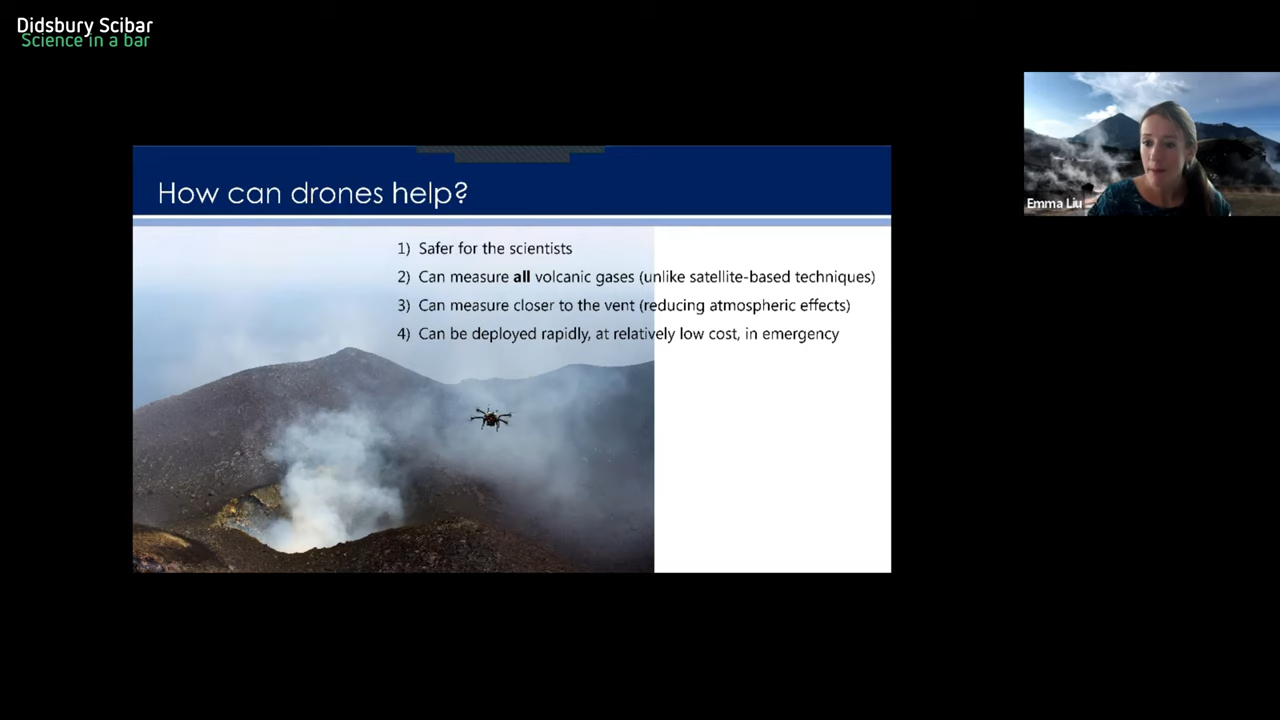 Didsbury Scibar
Science in a bar
Emma Liu
How can drones help?
1) Safer for the scientists
2) Can measure all volcanic gases (unlike satellite-based techniques)
3) Can measure closer to the vent (reducing atmospheric effects)
4) Can be deployed rapidly, at relatively low cost, in emergency